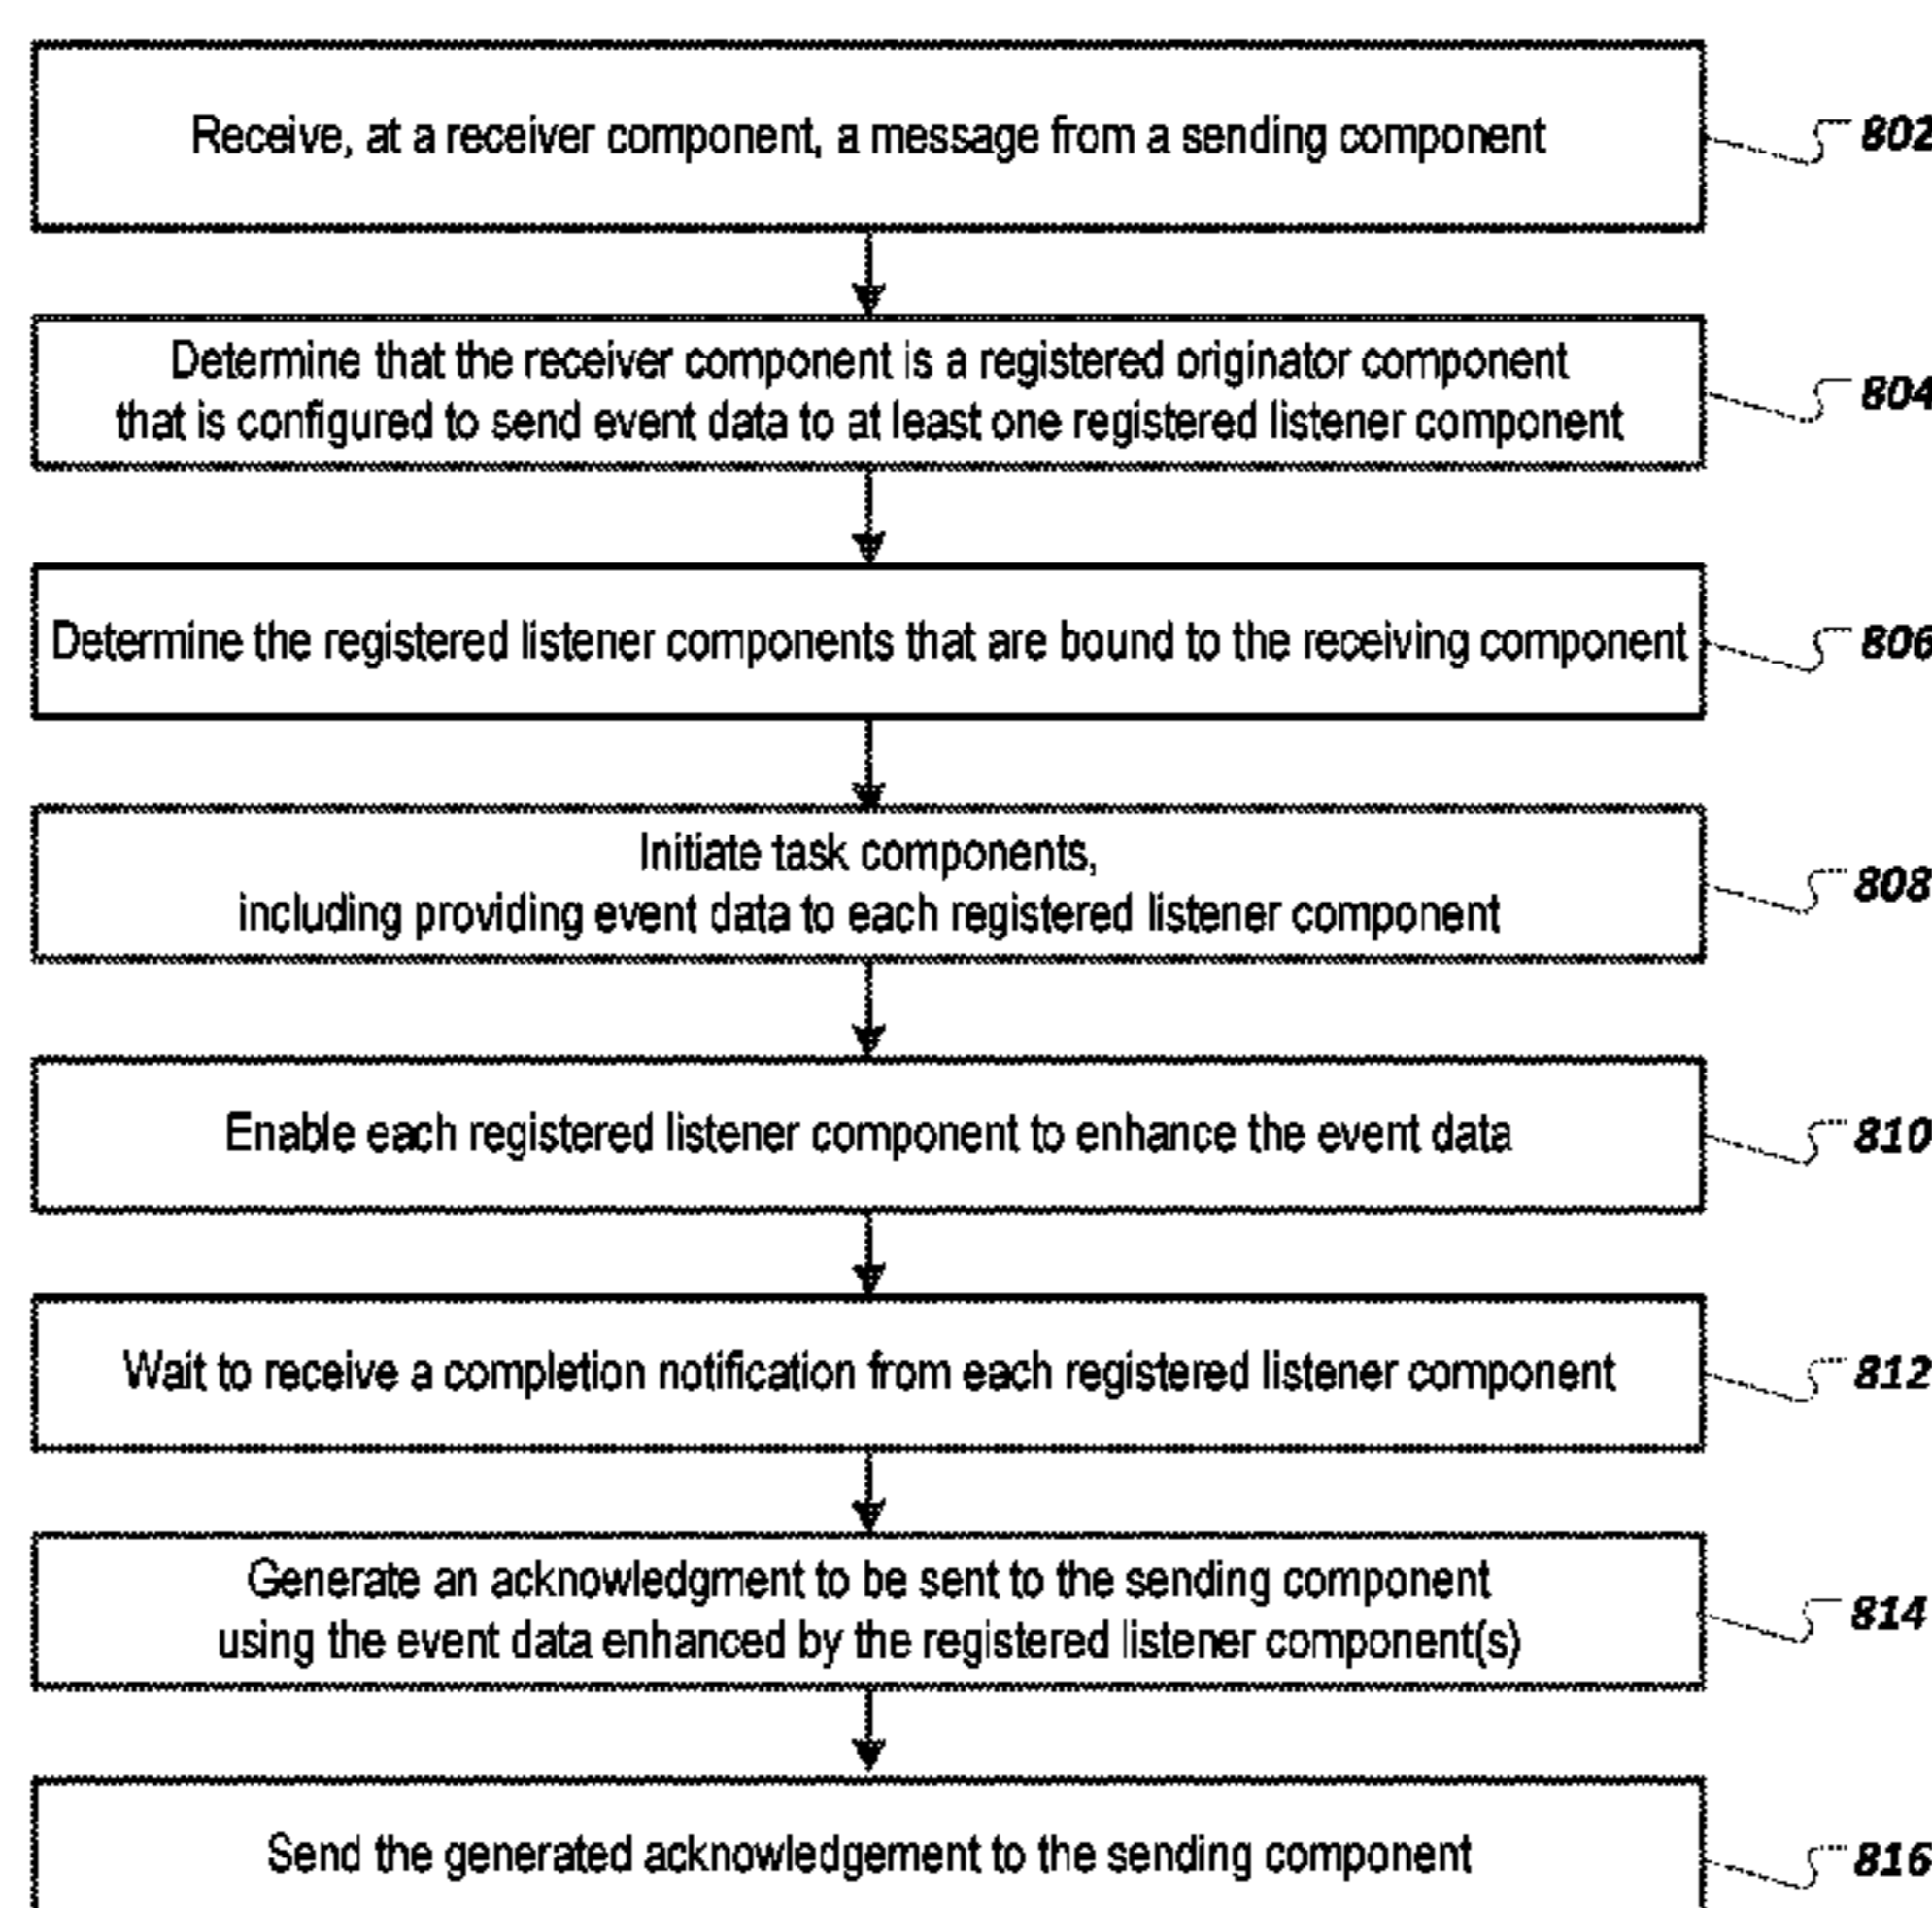 Receive, at a receiver component, a message from a sending component
802
Determine that the receiver component is a registered originator component
that is configured to send event data to at least one registered listener component
804
Determine the registered listener components that are bound to the receiving component
806
Initiate task components,
including providing event data to each registered listener component
808
Enable each registered listener component to enhance the event data
810
Wait to receive a completion notification from each registered listener component
812
Generate an acknowledgment to be sent to the sending component
using the event data enhanced by the registered listener component(s)
814
Send the generated acknowledgement to the sending component
816